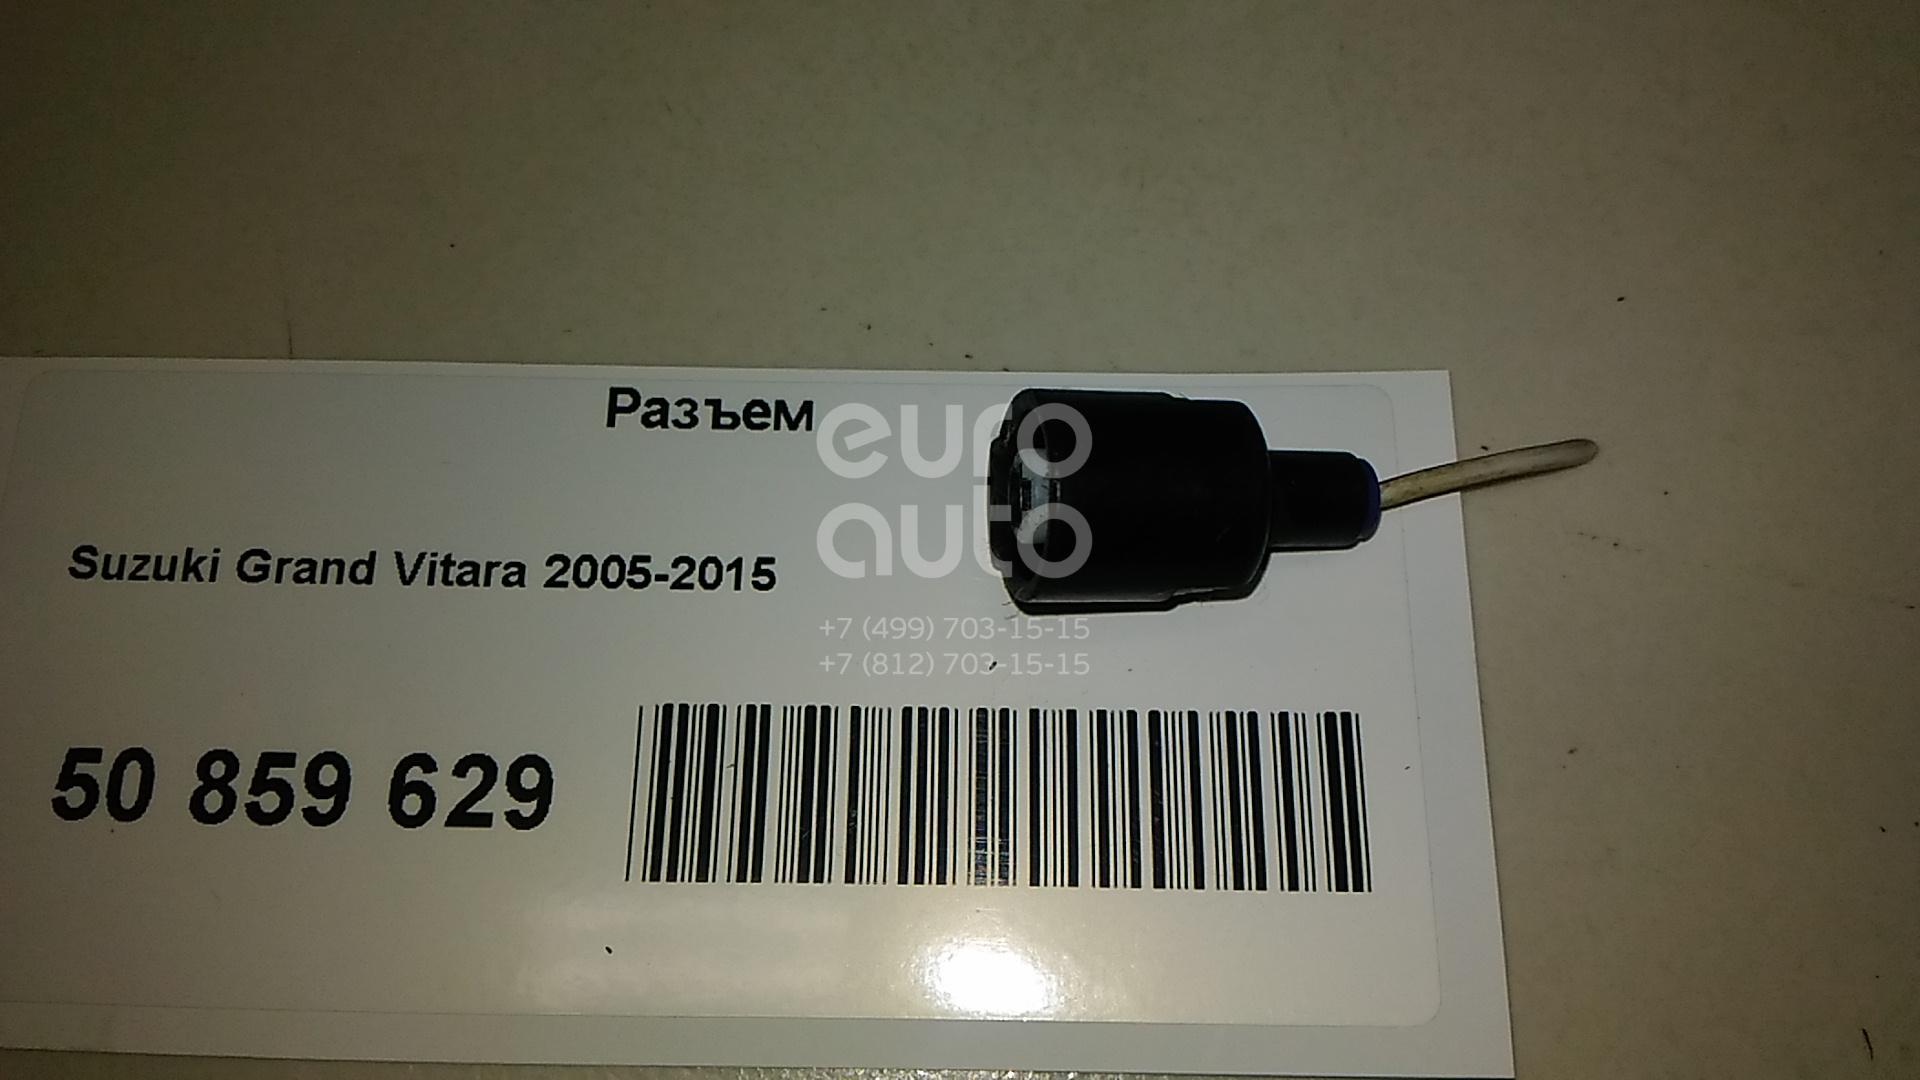 Разъем
euro
auto
Suzuki Grand Vitara 2005-2015
+7 (499) 703-15-15
+7 (812) 703-15-15
50 859 629